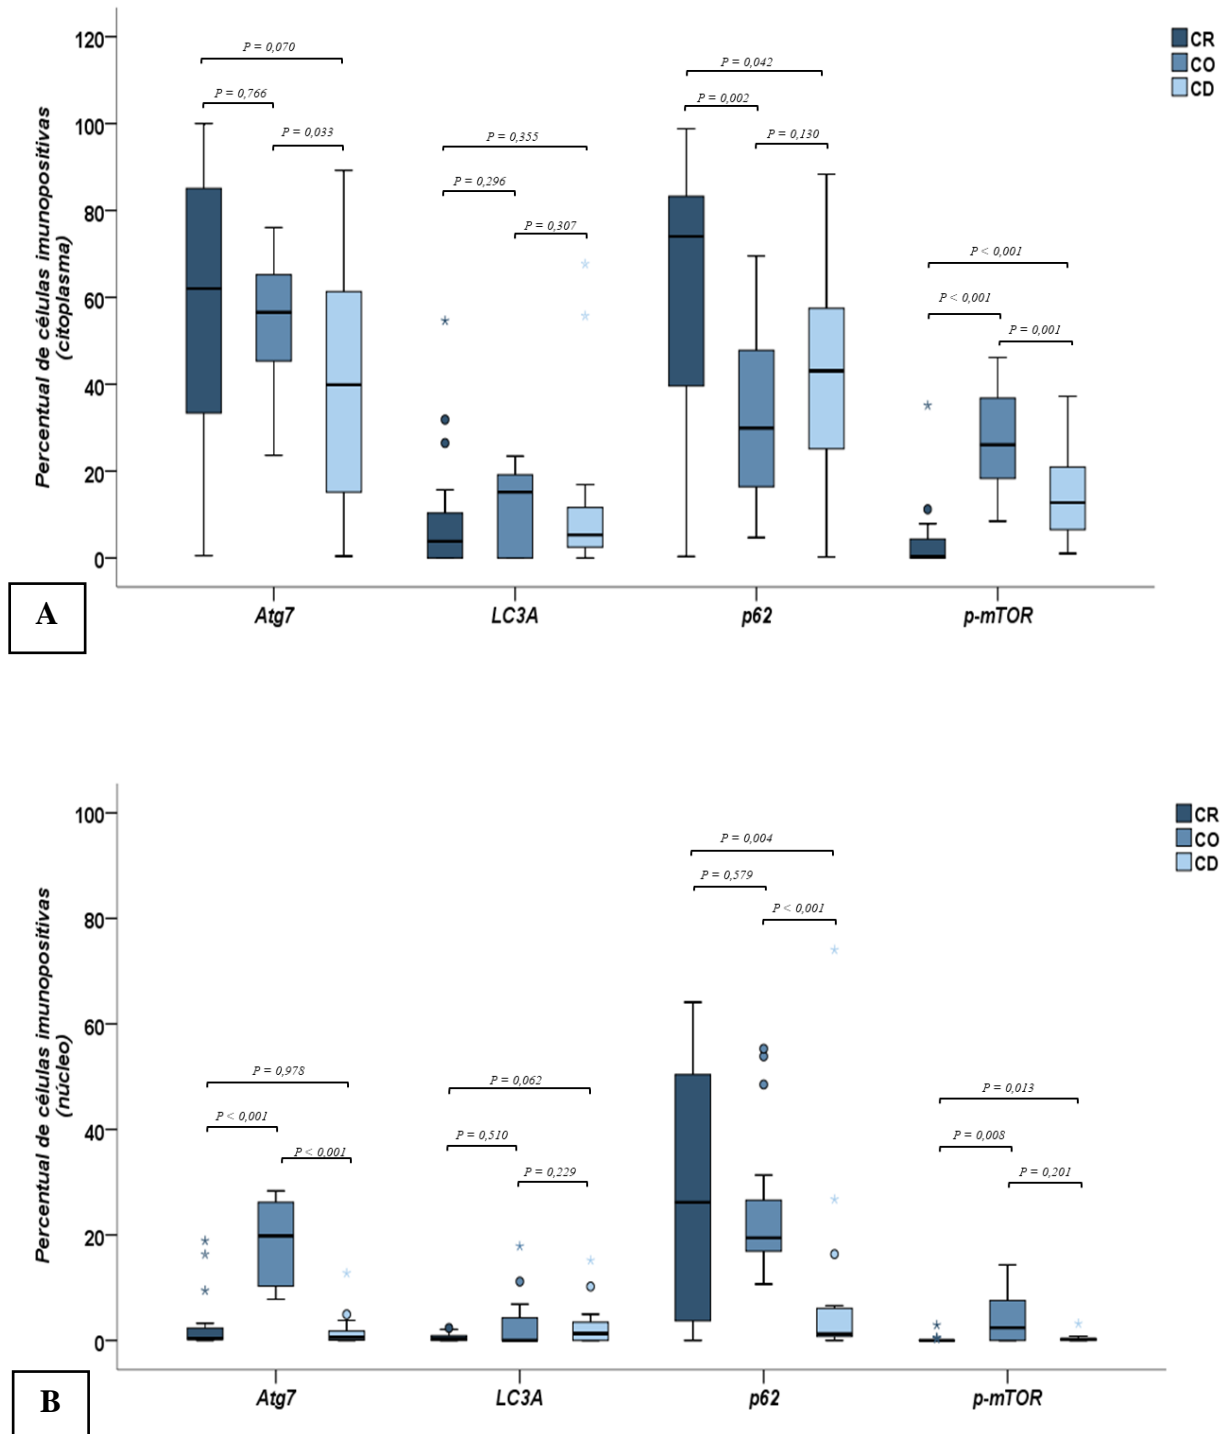 120
100
80
60
40
20
0
Percentual de células imunopositivas
(citoplasma)
CR
CO
CD
P = 0,070
P = 0,766
P = 0,033
P = 0,355
P = 0,296
P = 0,307
P = 0,042
P = 0,002
P = 0,130
P < 0,001
P < 0,001
P = 0,001
Atg7 LC3A p62 p-mTOR
A
100
80
60
40
20
0
Percentual de células imunopositivas
(núcleo)
CR
CO
CD
P = 0,978
P < 0,001
P < 0,001
P = 0,062
P = 0,510
P = 0,229
P = 0,004
P = 0,579
P < 0,001
P = 0,013
P = 0,008
P = 0,201
Atg7 LC3A p62 p-mTOR
B